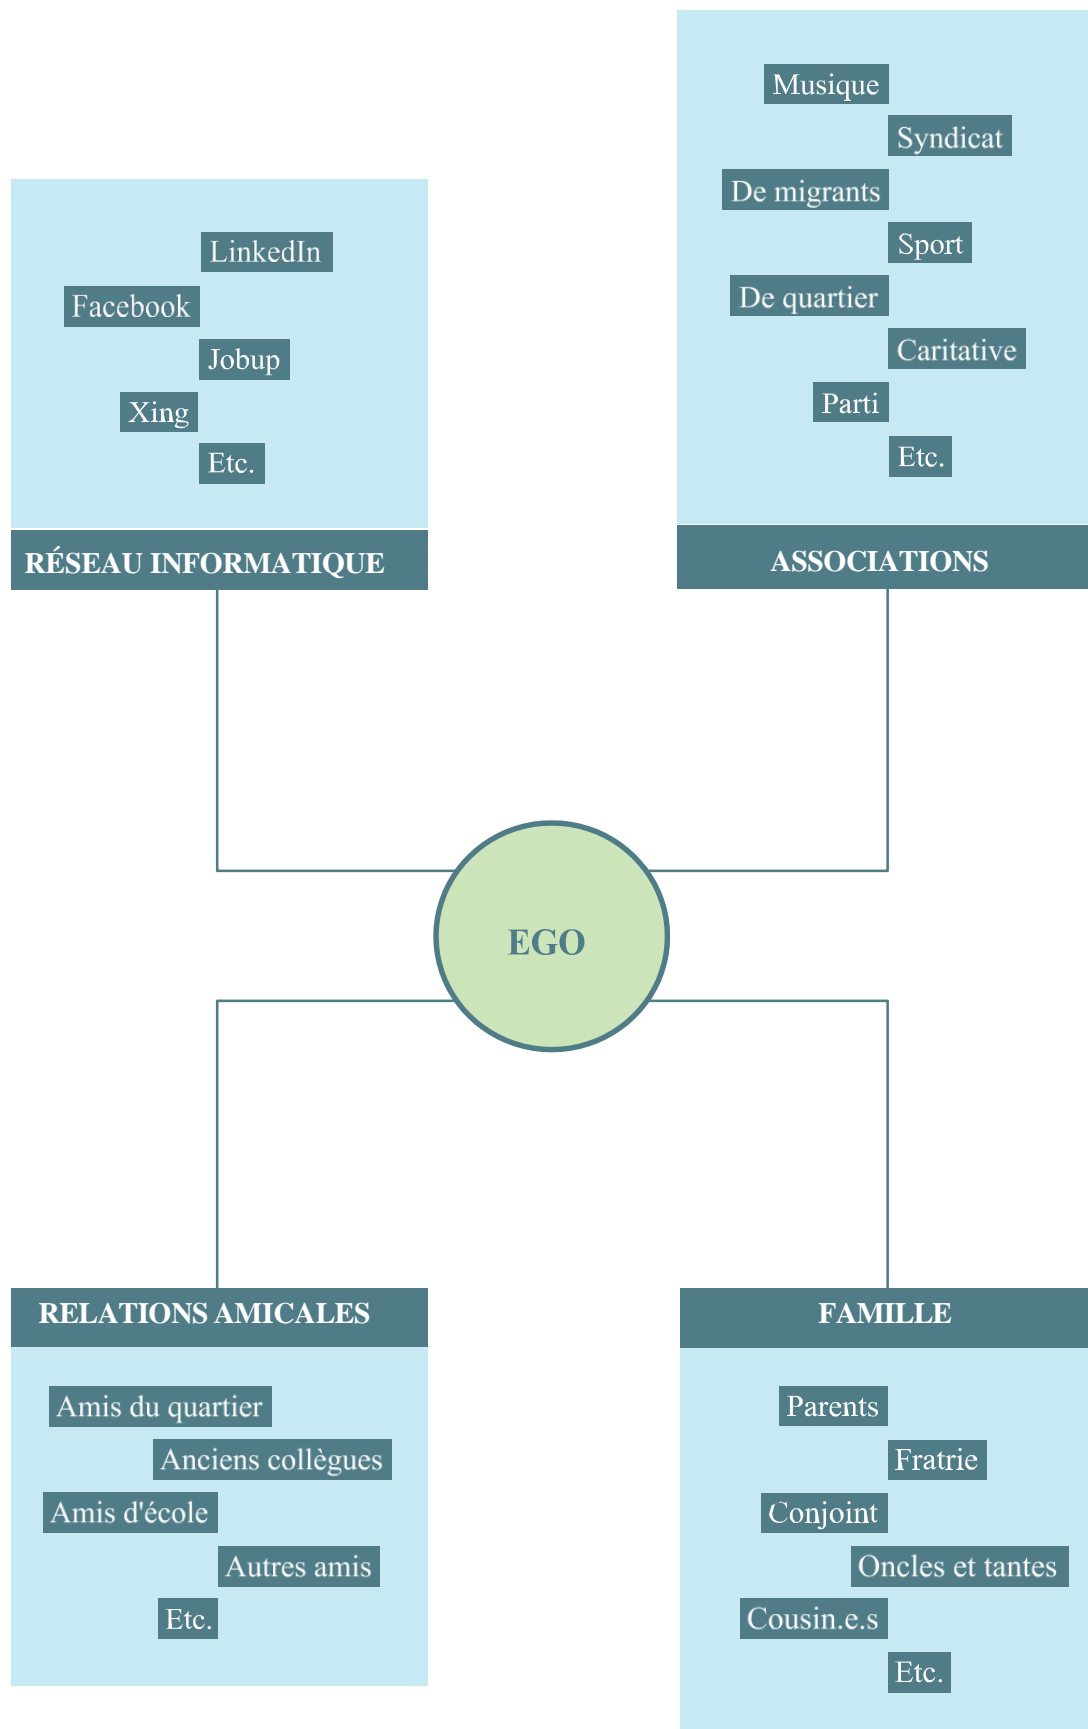 LinkedIn
Facebook
Jobup
Xing
Etc.
RÉSEAU INFORMATIQUE
Musique
Syndicat
De migrants
Sport
De quartier
Caritative
Parti
Etc.
ASSOCIATIONS
EGO
RELATIONS AMICALES
Amis du quartier
Anciens collègues
Amis d'école
Autres amis
Etc.
FAMILLE
Parents
Fratrie
Conjoint
Oncles et tantes
Cousin.e.s
Etc.